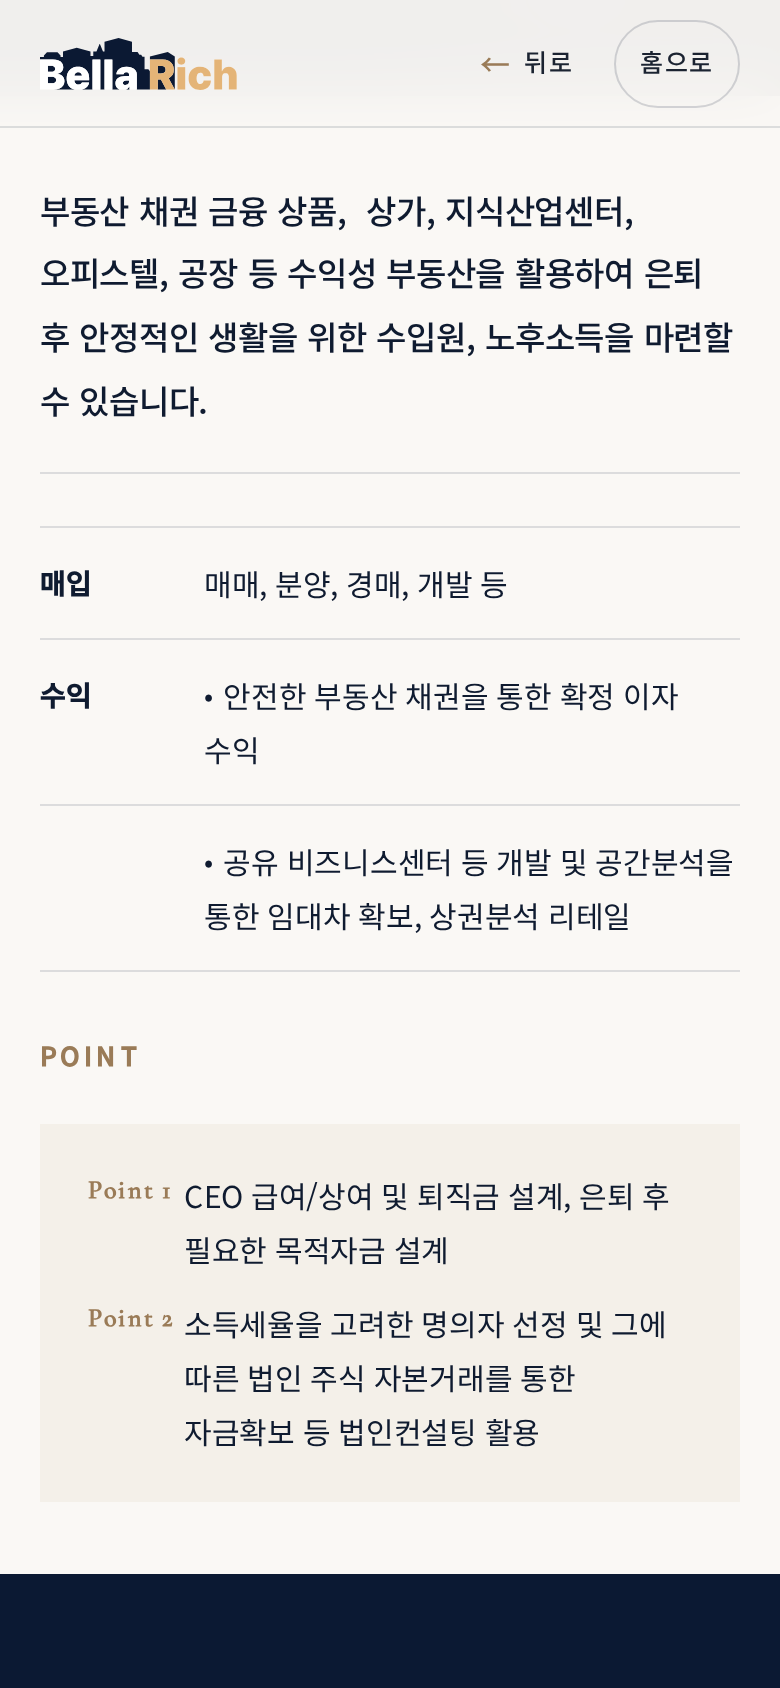 Bella Rich
← 뒤로
홈으로
부동산 채권 금융 상품,  상가, 지식산업센터,
오피스텔, 공장 등 수익성 부동산을 활용하여 은퇴
후 안정적인 생활을 위한 수입원, 노후소득을 마련할
수 있습니다.
매입 매매, 분양, 경매, 개발 등
수익 • 안전한 부동산 채권을 통한 확정 이자
수익
• 공유 비즈니스센터 등 개발 및 공간분석을
통한 임대차 확보, 상권분석 리테일
POINT
Point 1 CEO 급여/상여 및 퇴직금 설계, 은퇴 후
필요한 목적자금 설계
Point 2 소득세율을 고려한 명의자 선정 및 그에
따른 법인 주식 자본거래를 통한
자금확보 등 법인컨설팅 활용